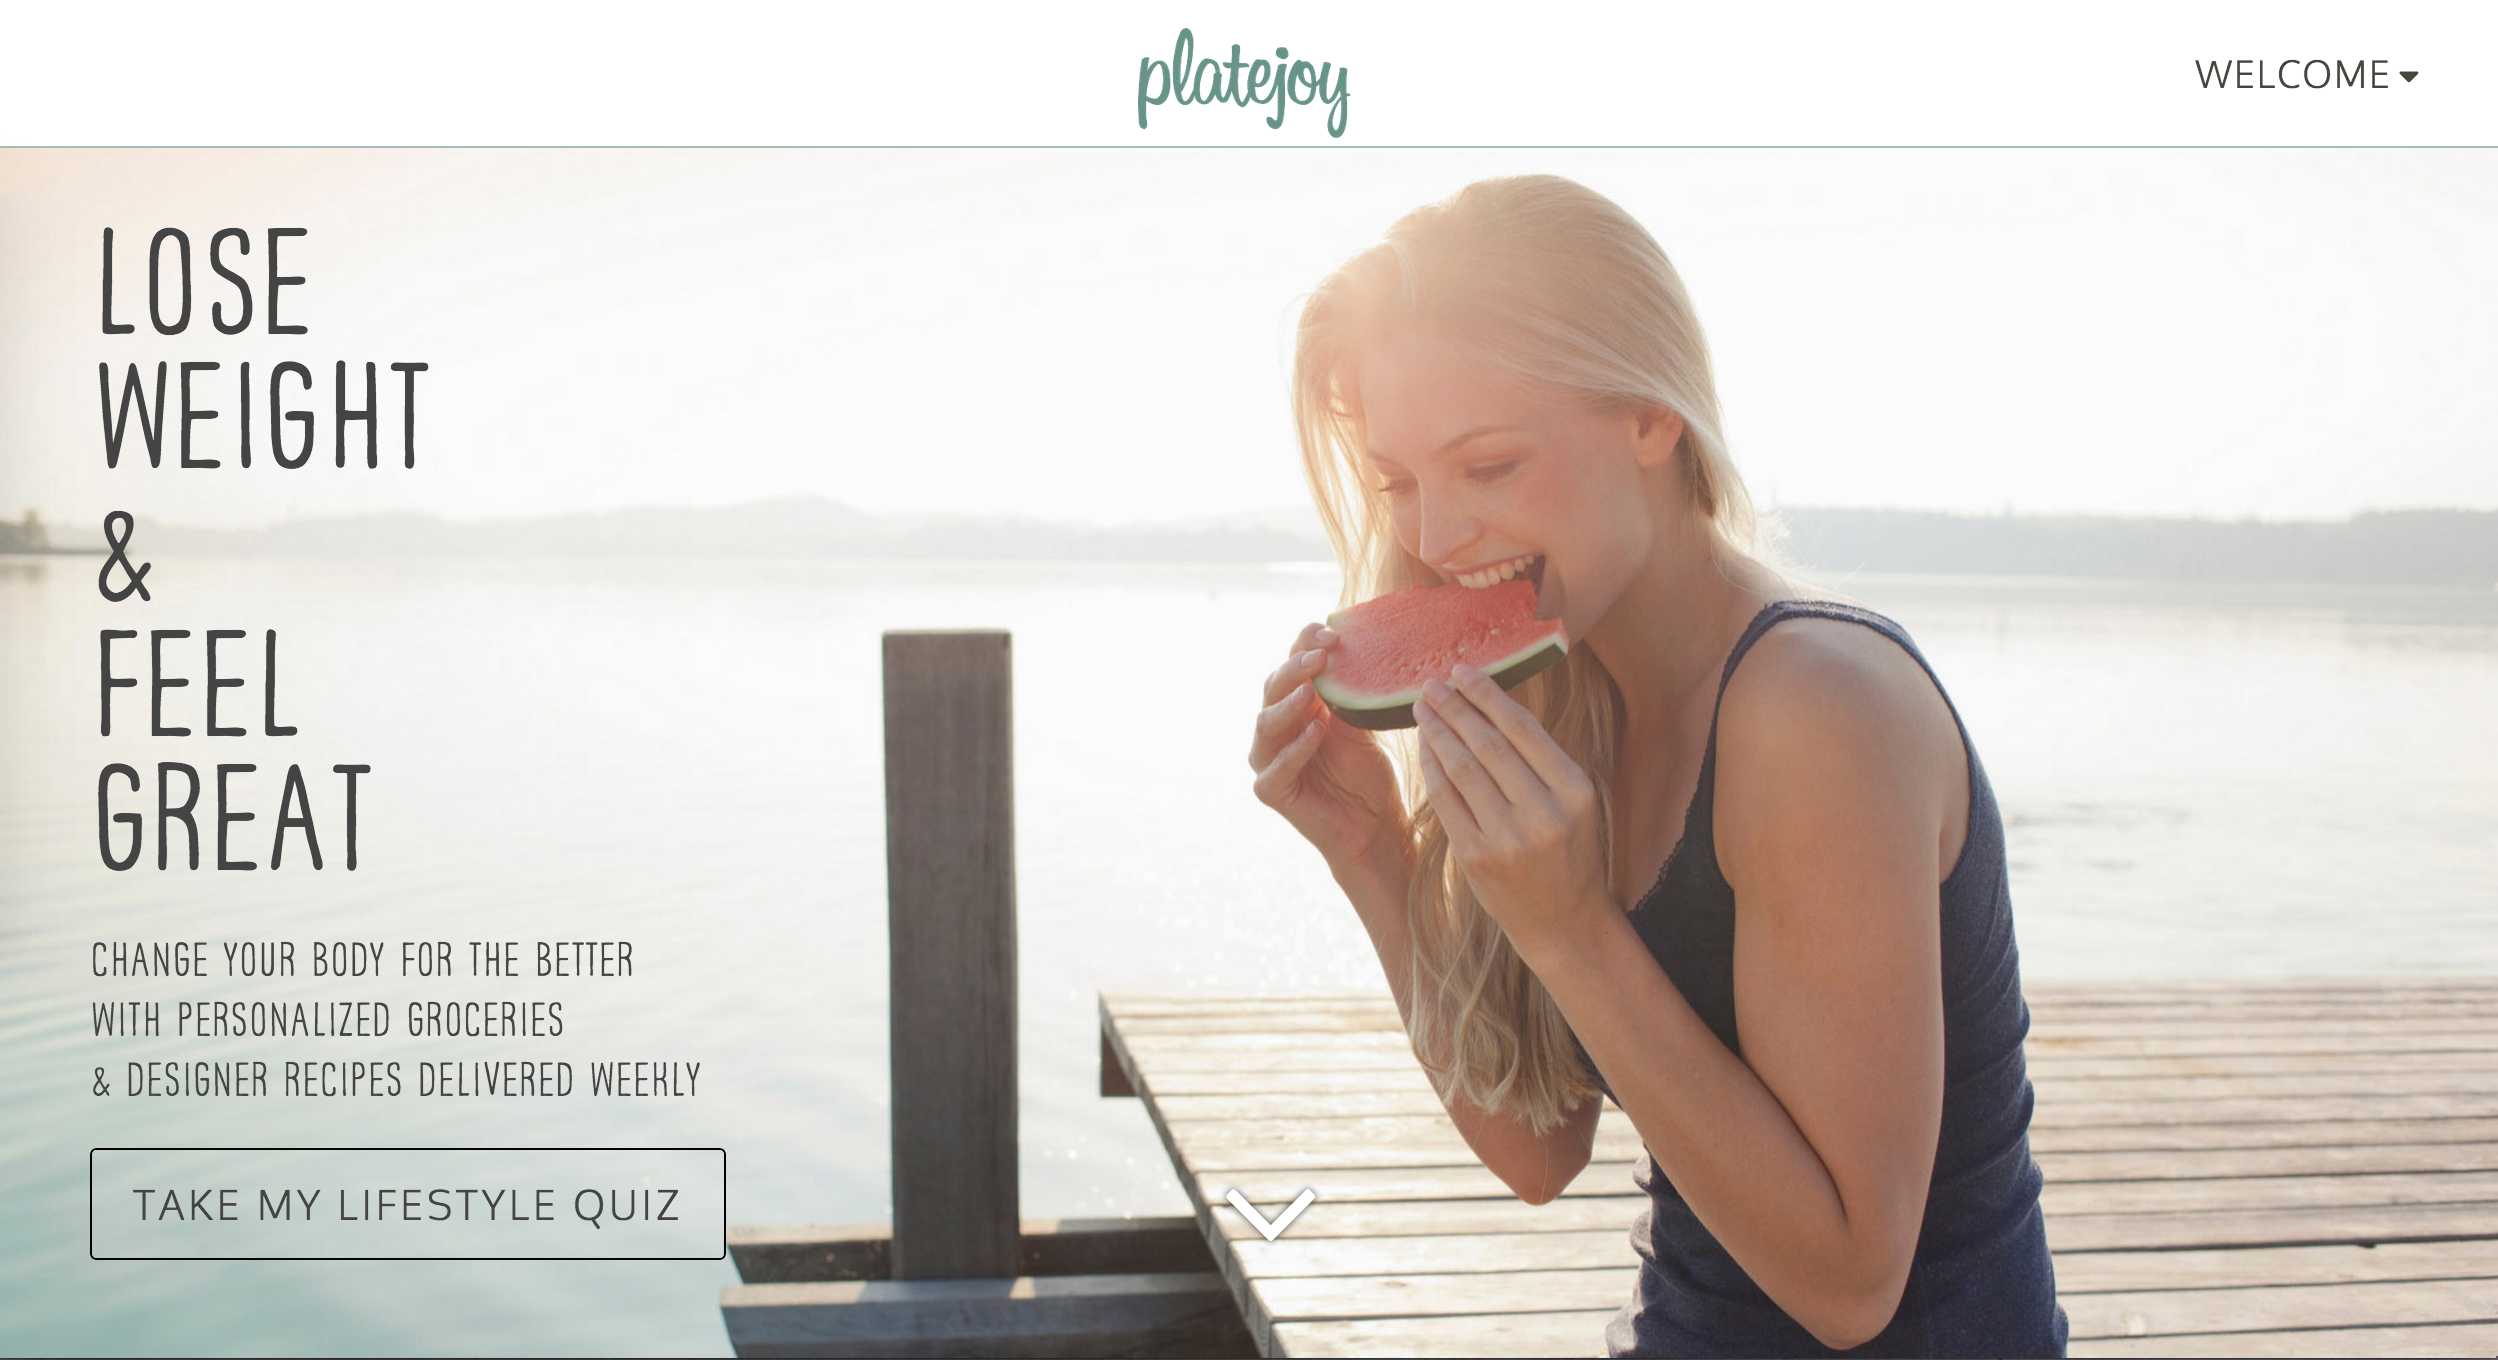 platejoy
WELCOME
LOSE
WEIGHT
&
FEEL
GREAT
CHANGE YOUR BODY FOR THE BETTER
WITH PERSONALIZED GROCERIES
& DESIGNER RECIPES DELIVERED WEEKLY
TAKE MY LIFESTYLE QUIZ